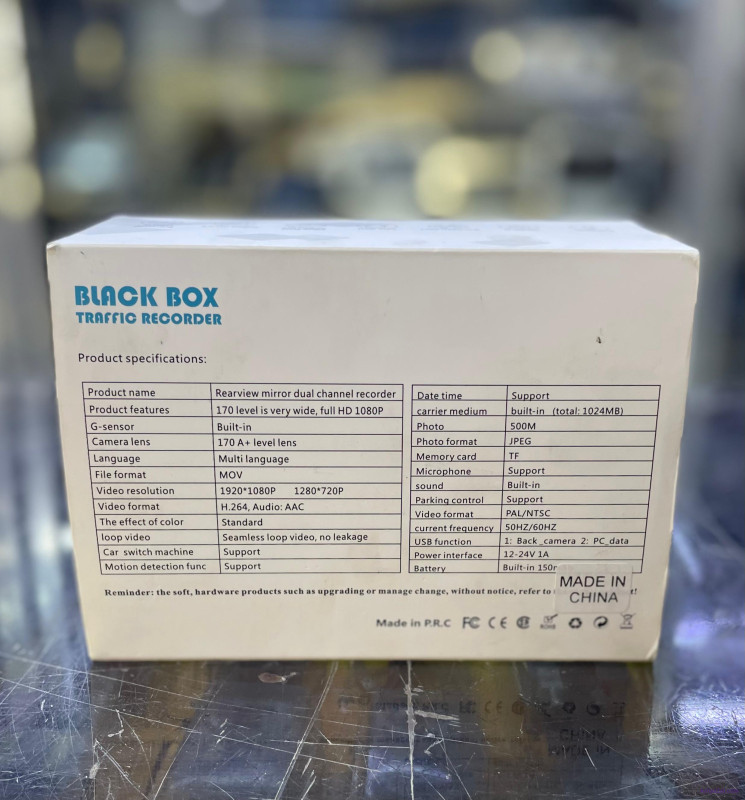 BLACK BOX
TRAFFIC RECORDER
Product specifications:
Product name Rearview mirror dual channel recorder
Product features 170 level is very wide, full HD 1080P
G-sensor Built-in
Camera lens 170 A+ level lens
Language Multi language
File format MOV
Video resolution 1920*1080P 1280*720P
Video format H.264, Audio: AAC
The effect of color Standard
loop video Seamless loop video, no leakage
Car switch machine Support
Motion detection func Support
Date time Support
carrier medium built-in (total: 1024MB)
Photo 500M
Photo format JPEG
Memory card TF
Microphone Support
sound Built-in
Parking control Support
Video format PAL/NTSC
current frequency 50HZ/60HZ
USB function 1: Back_camera 2: PC_data
Power interface 12-24V 1A
Battery Built-in
Reminder: the soft, hardware products such as upgrading or manage change, without notice, refer to
MADE IN
CHINA
Made in P.R.C FC CE